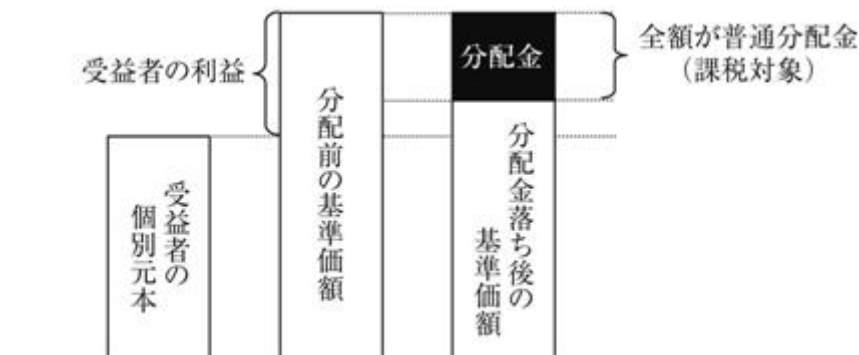 受益者の利益
分配金
全額が普通分配金
（課税対象）
受益者の
個別元本
分配前の基準価額
分配金落ち後の
基準価額